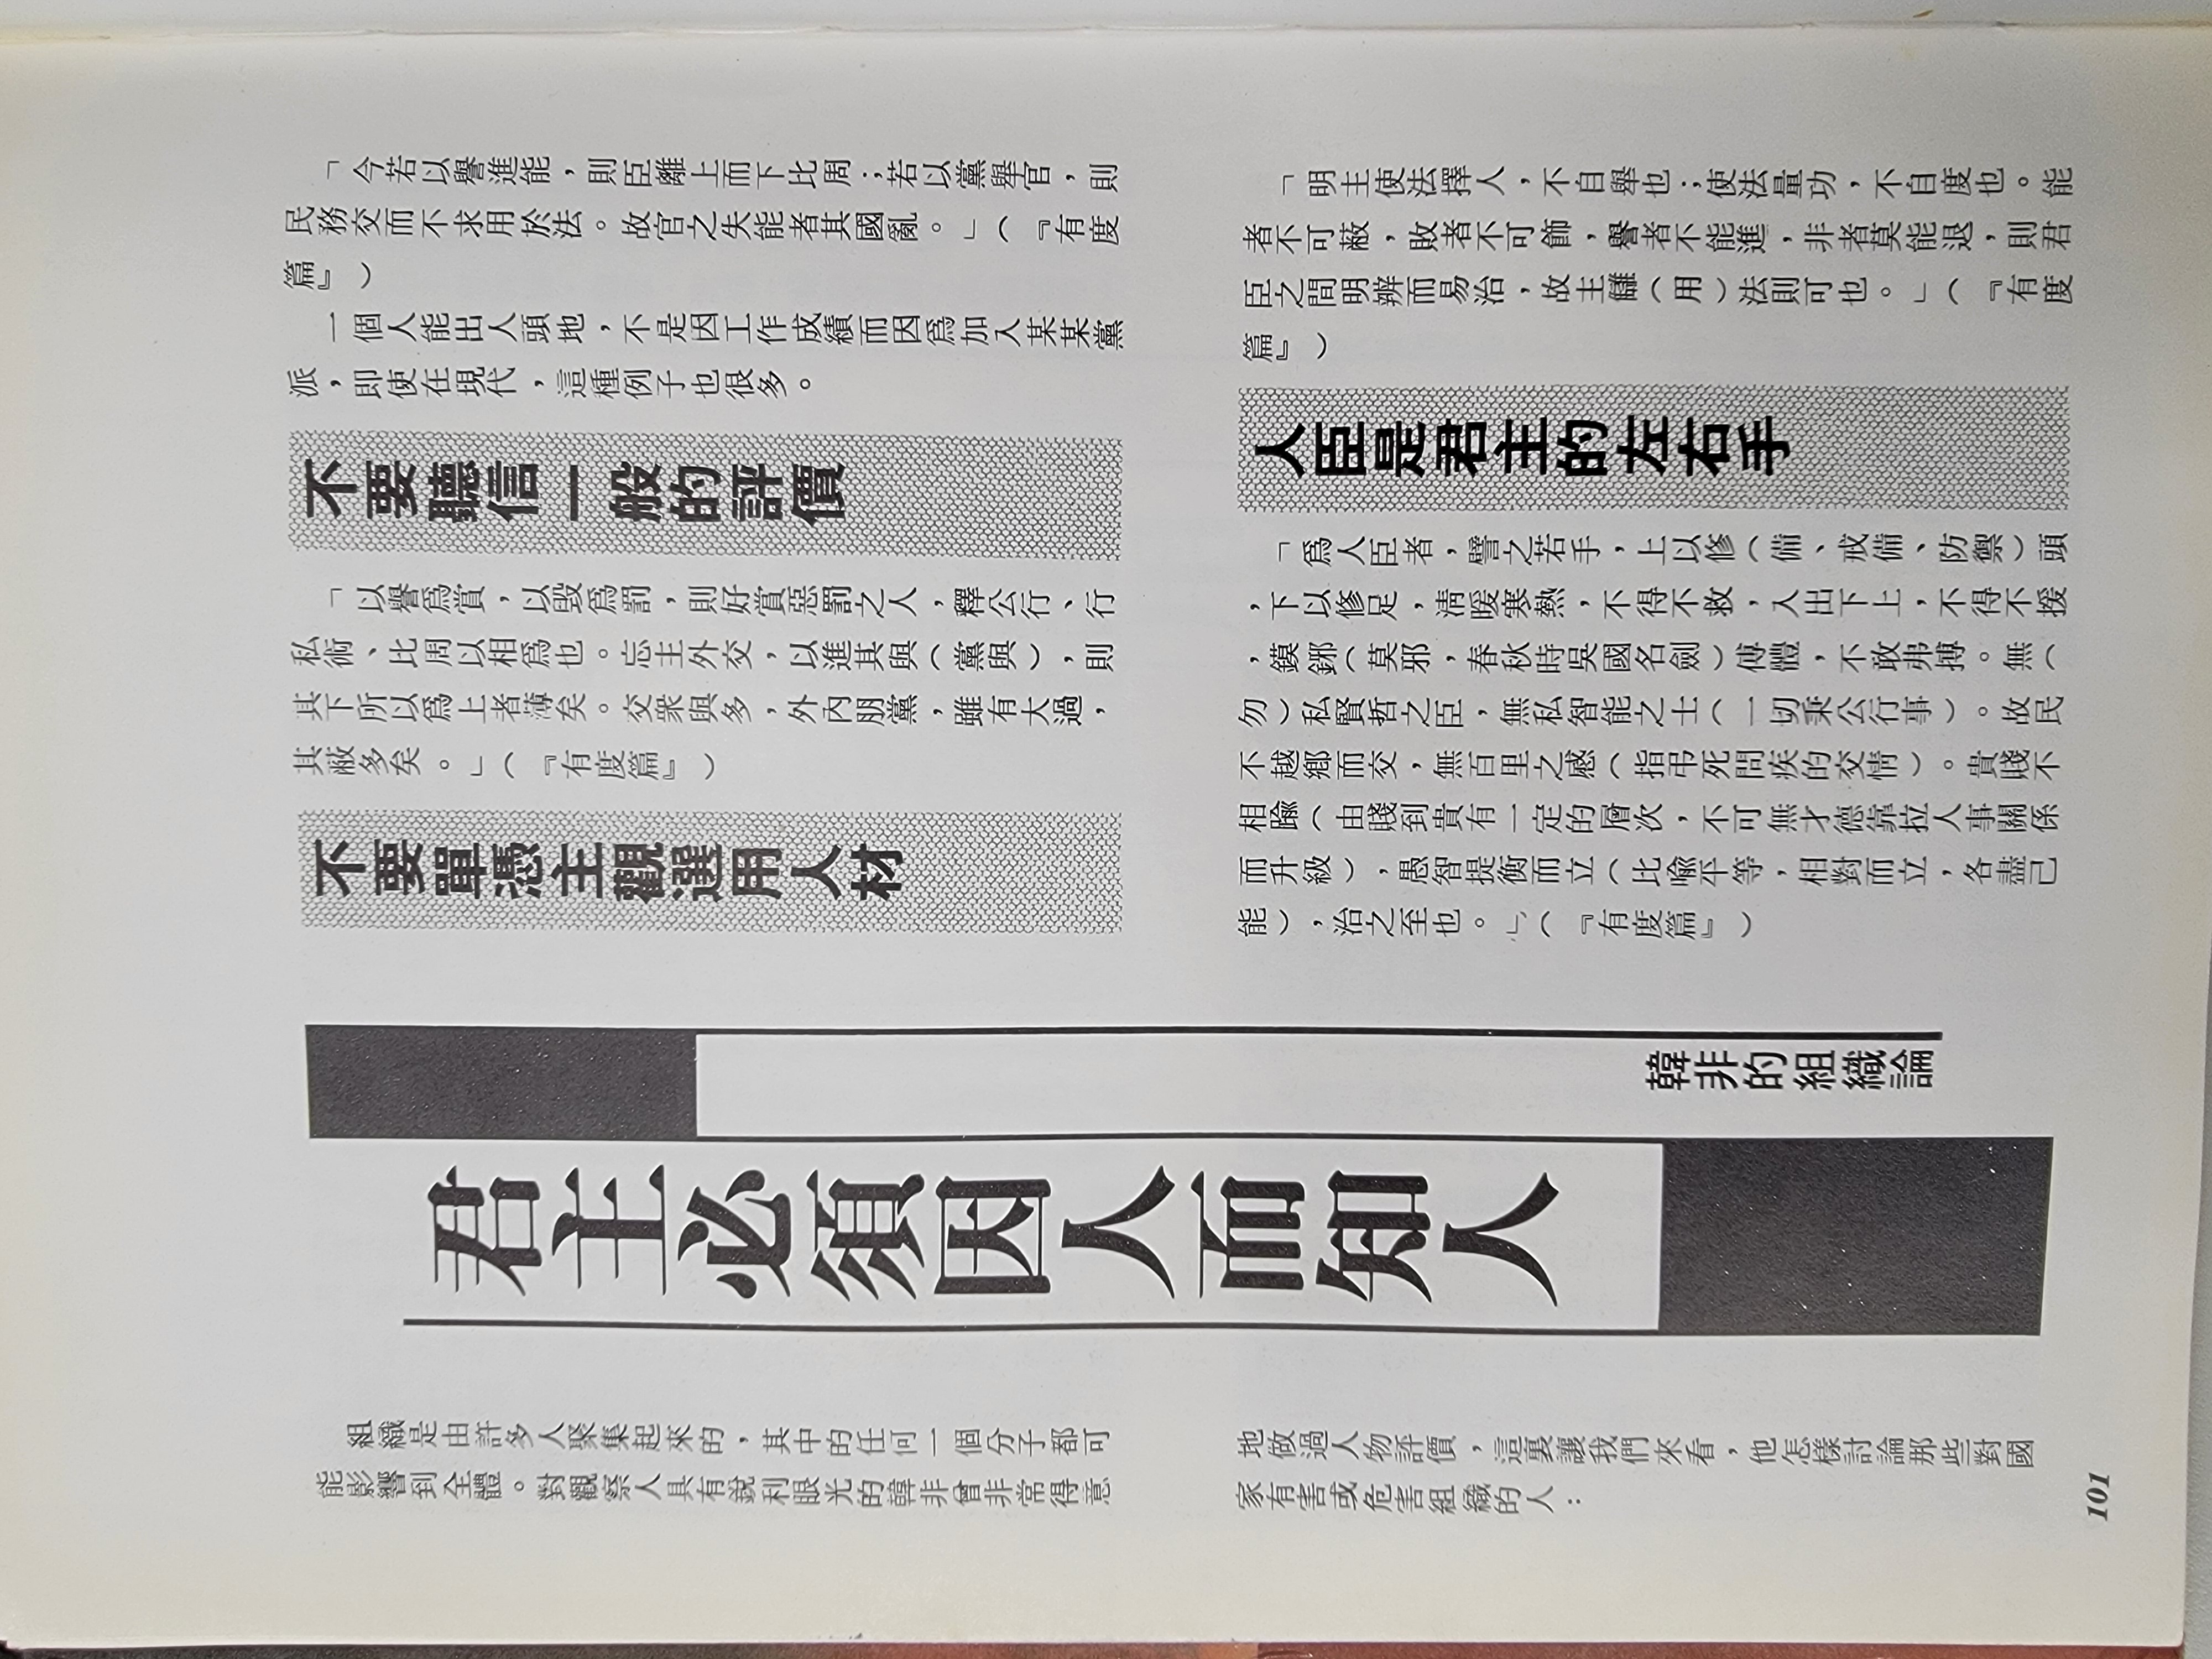 「今若以譽進能，則臣離上而下比周；若以黨舉官，則
民務交而不求用於法。故官之失能者其國亂。」（『有度
篇』）
一個人能出人頭地，不是因工作成績而因爲加入某某黨
派，即使在現代，這種例子也很多。
不要聽信一般的評價
「以譽爲賞，以毀爲罰，則好賞惡罰之人，釋公行、行
私術、比周以相爲也。忘主外交，以進其與（黨與），則
其下所以爲上者薄矣。交衆與多，外內朋黨，雖有大過，
其蔽多矣。」（『有度篇』）
不要單憑主觀選用人材
「明主使法擇人，不自舉也；使法量功，不自度也。能
者不可蔽，敗者不可飾，譽者不能進，非者莫能退，則君
臣之間明辨而易治，故主讎（用）法則可也。」（『有度
篇』）
人臣是君主的左右手
「爲人臣者，譬之若手，上以修（備、戒備、防禦）頭
，下以修足，淸暖寒熱，不得不救，入出下上，不得不援
，鏌鋣（莫邪，春秋時吳國名劍）傅體，不敢弗搏。無（
勿）私賢哲之臣，無私智能之士（一切秉公行事）。故民
不越鄕而交，無百里之慼（指弔死問疾的交情）。貴賤不
相踰（由賤到貴有一定的層次，不可無才德靠拉人事關係
而升級），愚智提衡而立（比喩平等，相對而立，各盡己
能），治之至也。」（『有度篇』）
韓非的組織論
君主必須因人而知人
組織是由許多人聚集起來的，其中的任何一個分子都可
能影響到全體。對觀察人具有銳利眼光的韓非曾非常得意
地做過人物評價，這裏讓我們來看，他怎樣討論那些對國
家有害或危害組織的人：
101